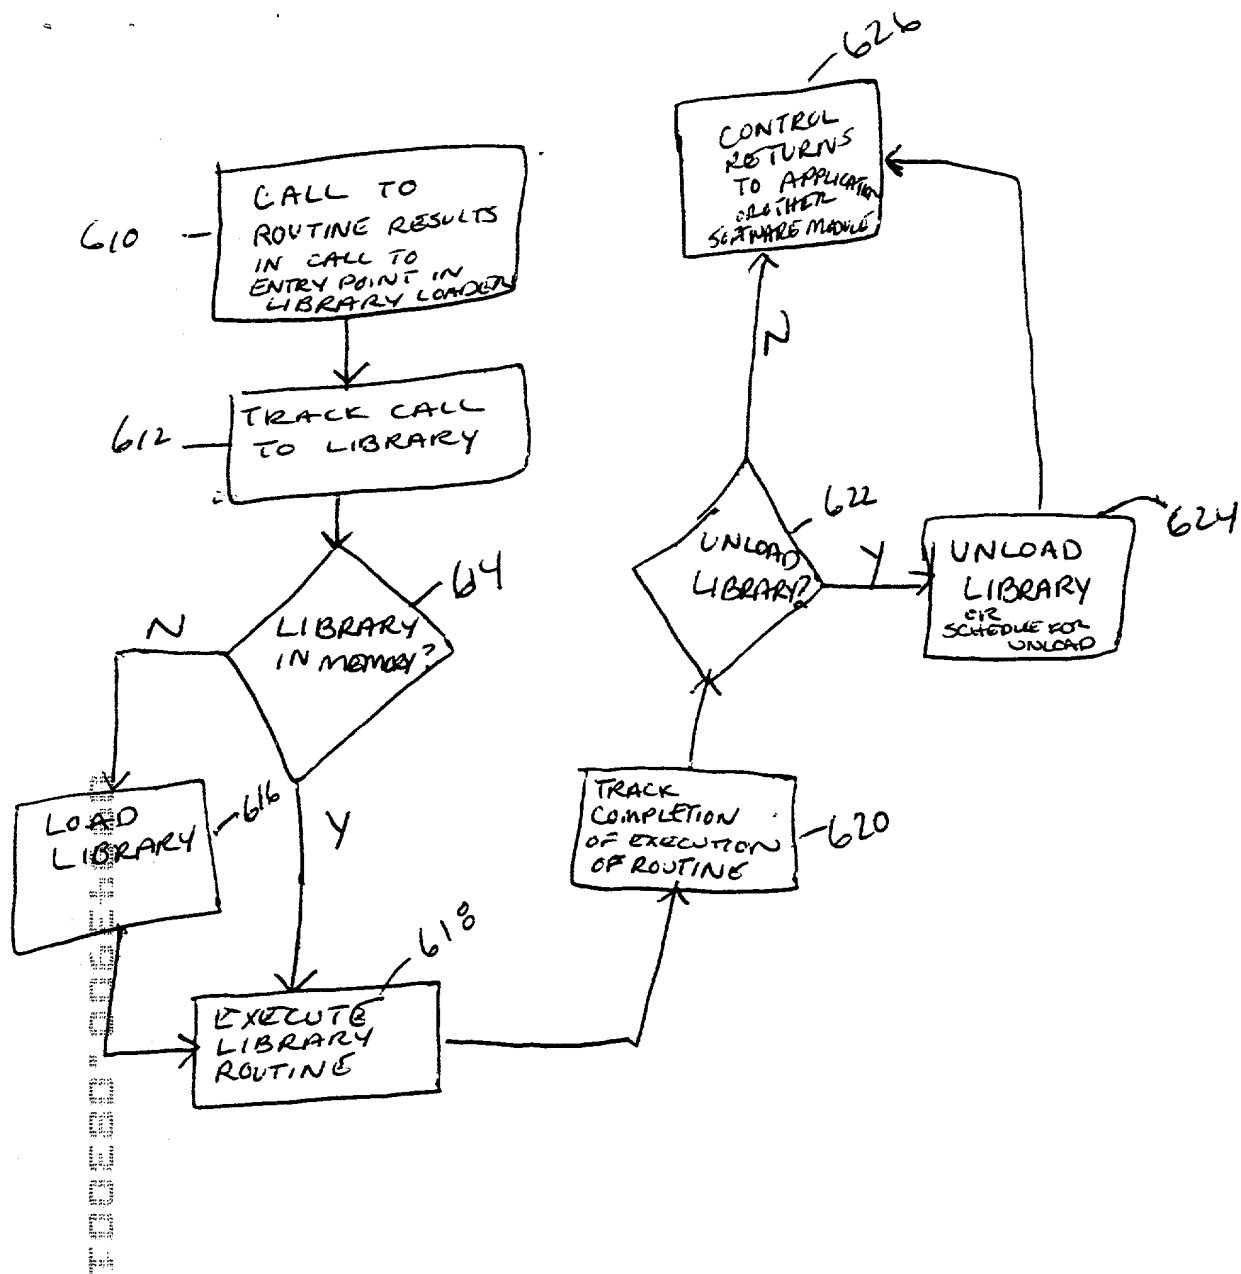 626
CONTROL
RETURNS
TO APPLICATION
OR OTHER
SOFTWARE MODULE
610
CALL TO
ROUTINE RESULTS
IN CALL TO
ENTRY POINT IN
LIBRARY LOADER
612
TRACK CALL
TO LIBRARY
614
LIBRARY
IN MEMORY?
N
Y
616
LOAD
LIBRARY
618
EXECUTE
LIBRARY
ROUTINE
620
TRACK
COMPLETION
OF EXECUTION
OF ROUTINE
622
UNLOAD
LIBRARY?
N
Y
624
UNLOAD
LIBRARY
OR
SCHEDULE FOR
UNLOAD